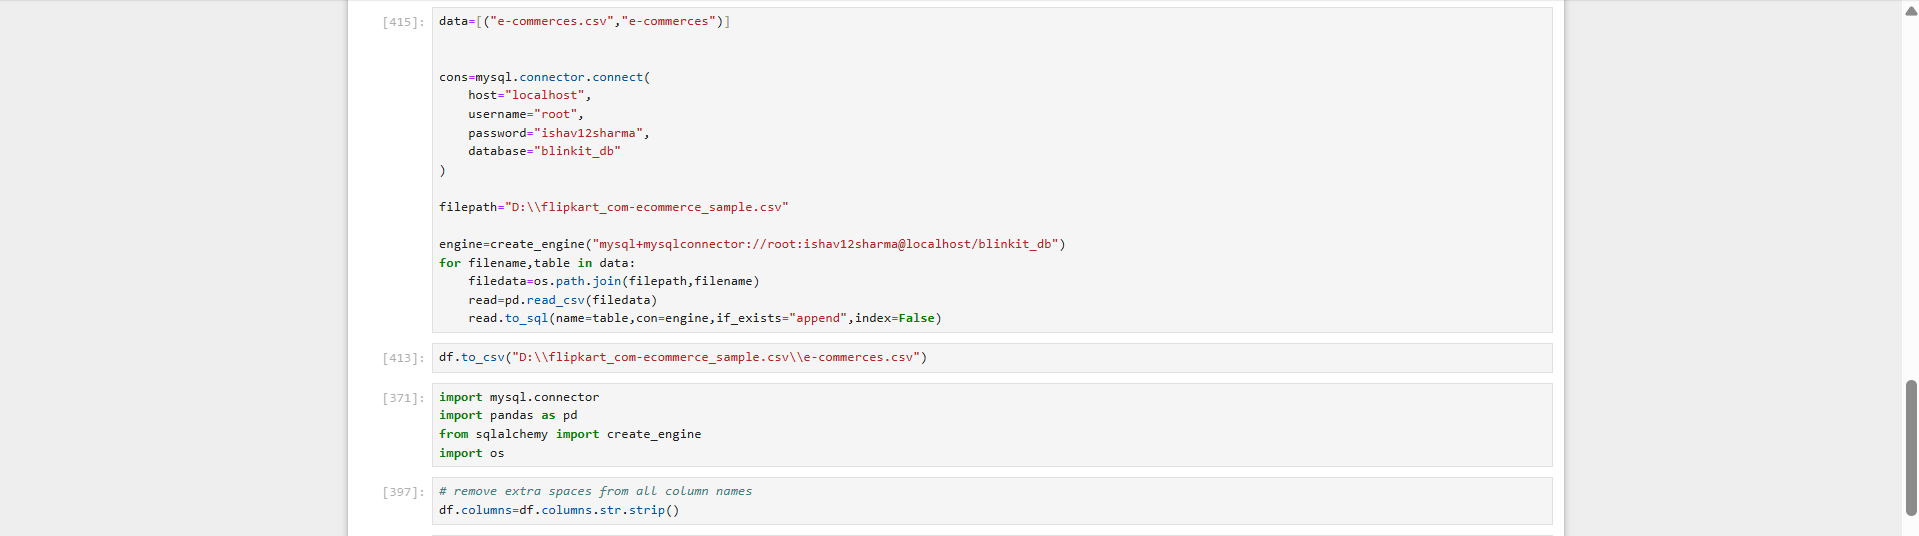 [415]: data=[("e-commerces.csv","e-commerces")]
cons=mysql.connector.connect(
    host="localhost",
    username="root",
    password="ishav12sharma",
    database="blinkit_db"
)
filepath="D:\\flipkart_com-ecommerce_sample.csv"
engine=create_engine("mysql+mysqlconnector://root:ishav12sharma@localhost/blinkit_db")
for filename,table in data:
    filedata=os.path.join(filepath,filename)
    read=pd.read_csv(filedata)
    read.to_sql(name=table,con=engine,if_exists="append",index=False)
[413]: df.to_csv("D:\\flipkart_com-ecommerce_sample.csv\\e-commerces.csv")
[371]: import mysql.connector
import pandas as pd
from sqlalchemy import create_engine
import os
[397]: # remove extra spaces from all column names
df.columns=df.columns.str.strip()